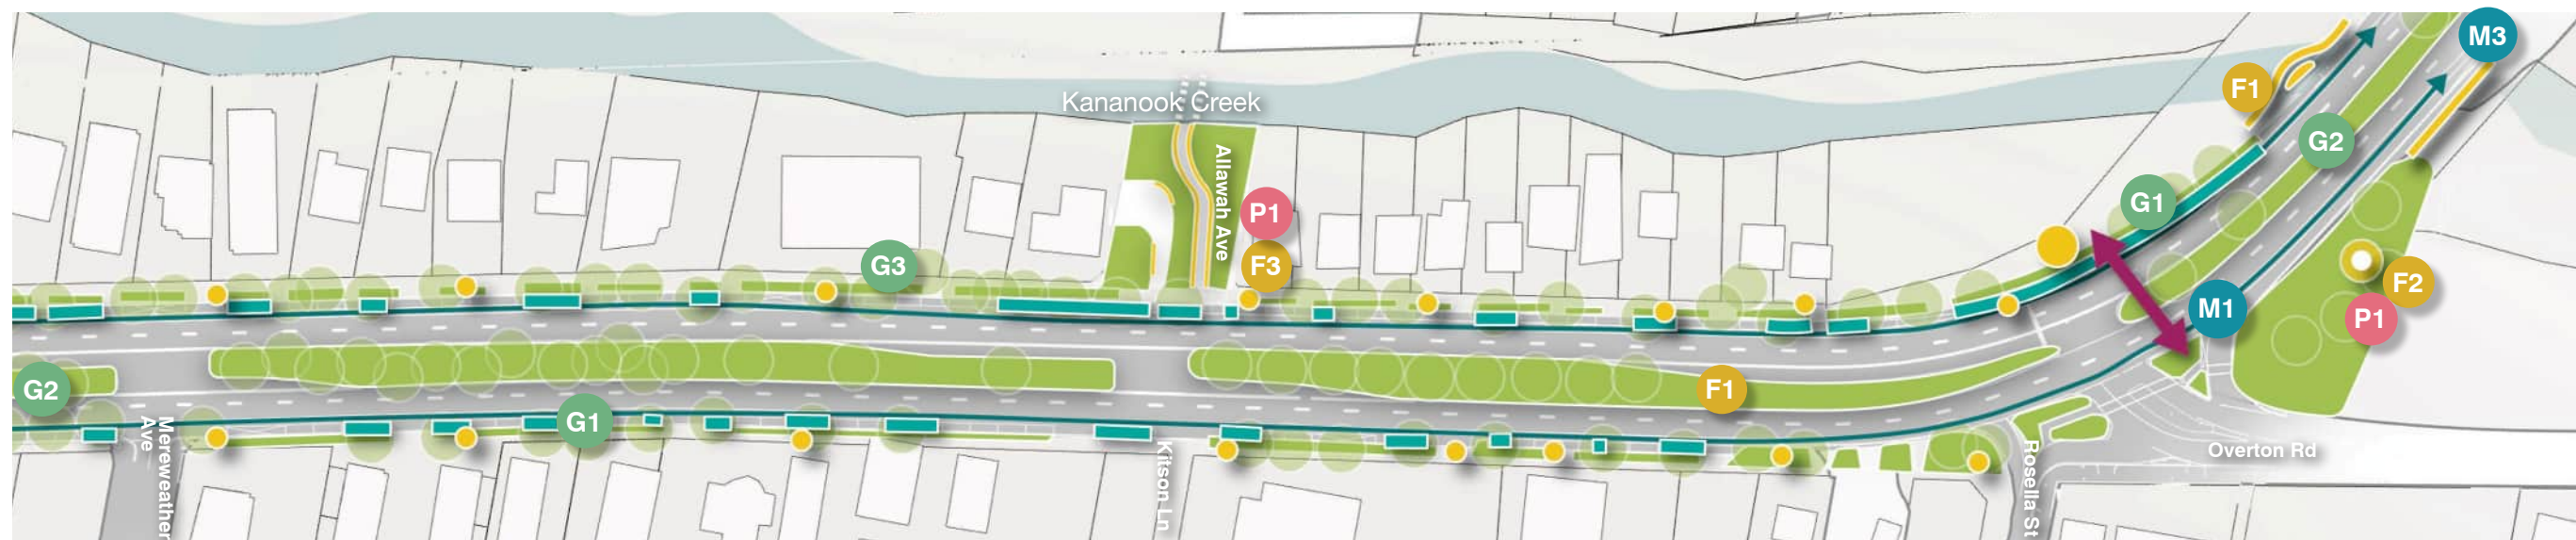 M3
F1
Kananook Creek
G2
Allawah Ave
G1
P1
G3
F3
F2
M1
P1
G2
F1
G1
Mereweather
Ave
Kitson Ln
Rosella St
Overton Rd